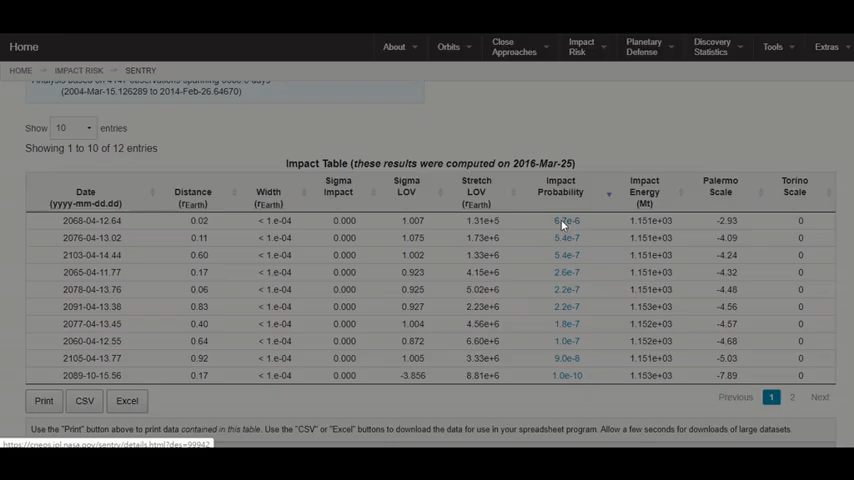 Home About Orbits Close Approaches Impact Risk Planetary Defense Discovery Statistics Tools Extras
HOME → IMPACT RISK → SENTRY
(2004-Mar-15.126289 to 2014-Feb-26.64670)
Show 10 entries
Showing 1 to 10 of 12 entries
Impact Table (these results were computed on 2016-Mar-25)
Date (yyyy-mm-dd.dd) Distance (rEarth) Width (rEarth) Sigma Impact Sigma LOV Stretch LOV (rEarth) Impact Probability Impact Energy (Mt) Palermo Scale Torino Scale
2068-04-12.64 0.02 < 1.e-04 0.000 1.007 1.31e+5 6.7e-6 1.151e+03 -2.93 0
2076-04-13.02 0.11 < 1.e-04 0.000 1.075 1.73e+6 5.4e-7 1.151e+03 -4.09 0
2103-04-14.44 0.60 < 1.e-04 0.000 1.002 1.33e+6 5.4e-7 1.151e+03 -4.24 0
2065-04-11.77 0.17 < 1.e-04 0.000 0.923 4.15e+6 2.6e-7 1.151e+03 -4.32 0
2078-04-13.76 0.06 < 1.e-04 0.000 0.925 5.02e+6 2.2e-7 1.151e+03 -4.48 0
2091-04-13.38 0.83 < 1.e-04 0.000 0.927 2.23e+6 2.2e-7 1.153e+03 -4.56 0
2077-04-13.45 0.40 < 1.e-04 0.000 1.004 4.56e+6 1.8e-7 1.152e+03 -4.57 0
2060-04-12.55 0.64 < 1.e-04 0.000 0.872 6.60e+6 1.0e-7 1.152e+03 -4.68 0
2105-04-13.77 0.92 < 1.e-04 0.000 1.005 3.33e+6 9.0e-8 1.151e+03 -5.03 0
2089-10-15.56 0.17 < 1.e-04 0.000 -3.856 8.81e+6 1.0e-10 1.153e+03 -7.89 0
Print CSV Excel Previous 1 2 Next
Use the "Print" button above to print data contained in this table. Use the "CSV" or "Excel" buttons to download the data for use in your spreadsheet program. Allow a few seconds for downloads of large datasets.
https://cneos.jpl.nasa.gov/sentry/details.html?des=99942